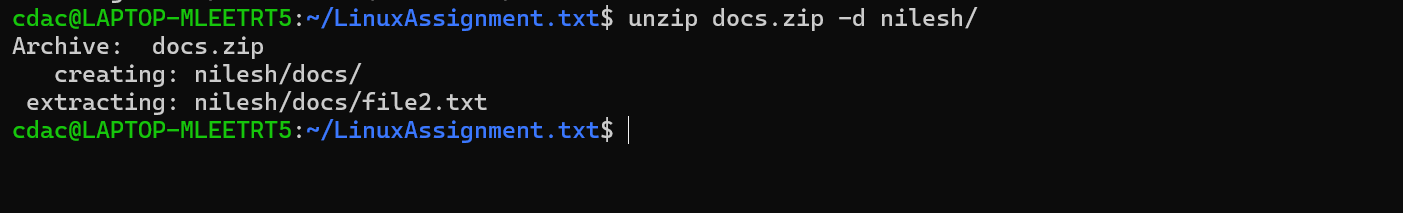 cdac@LAPTOP-MLEETRT5:~/LinuxAssignment.txt$ unzip docs.zip -d nilesh/
Archive:  docs.zip
   creating: nilesh/docs/
 extracting: nilesh/docs/file2.txt
cdac@LAPTOP-MLEETRT5:~/LinuxAssignment.txt$